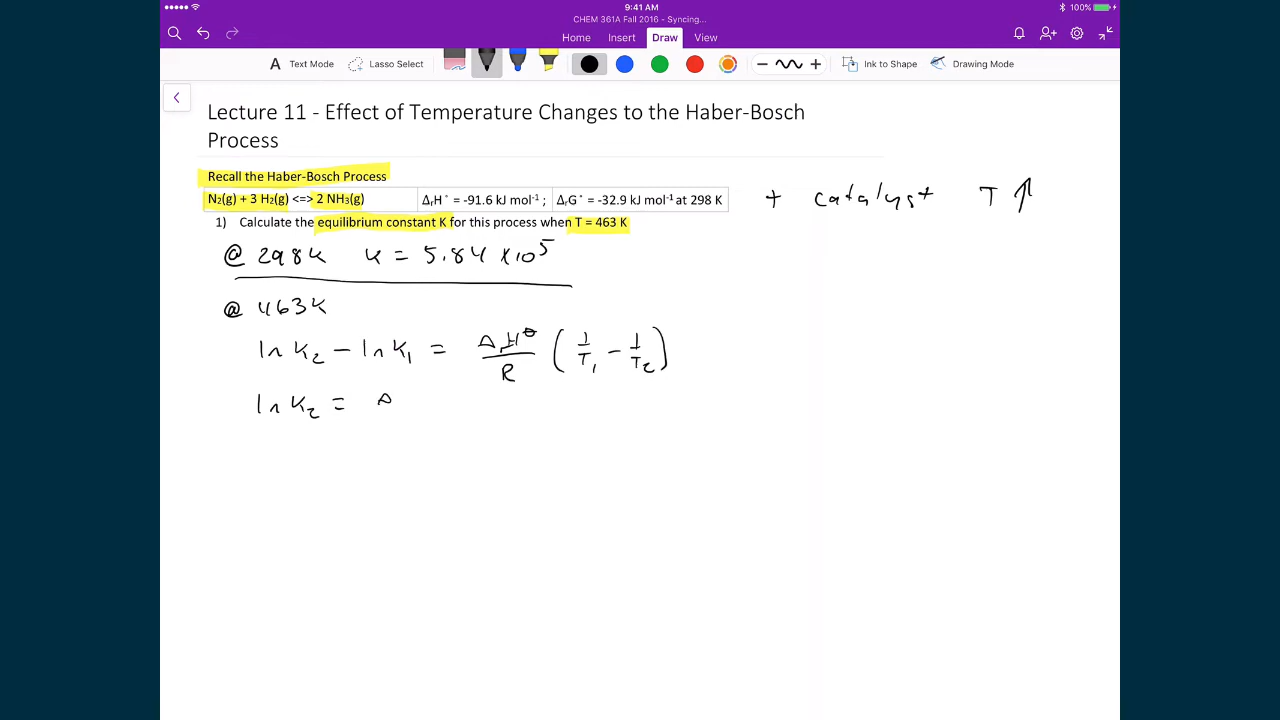 9:41 AM
100%
CHEM 361A Fall 2016 - Syncing...
Home Insert Draw View
A Text Mode Lasso Select Ink to Shape Drawing Mode
Lecture 11 - Effect of Temperature Changes to the Haber-Bosch
Process
Recall the Haber-Bosch Process
N₂(g) + 3 H₂(g) <=> 2 NH₃(g) ΔᵣH˚ = -91.6 kJ mol⁻¹ ; ΔᵣG˚ = -32.9 kJ mol⁻¹ at 298 K + catalyst T ↑
1) Calculate the equilibrium constant K for this process when T = 463 K
@ 298K K = 5.84 x10⁵
@ 463K
ln K₂ - ln K₁ = ΔᵣH⦵/R (1/T₁ - 1/T₂)
ln K₂ = Δ